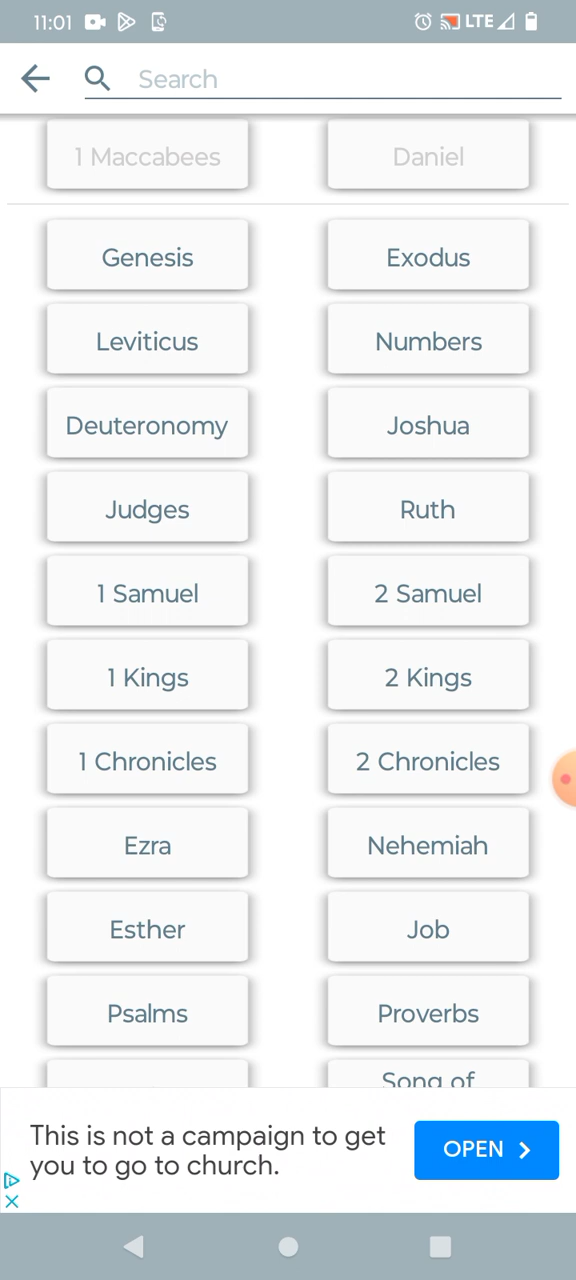 11:01
LTE
Search
1 Maccabees
Daniel
Genesis
Exodus
Leviticus
Numbers
Deuteronomy
Joshua
Judges
Ruth
1 Samuel
2 Samuel
1 Kings
2 Kings
1 Chronicles
2 Chronicles
Ezra
Nehemiah
Esther
Job
Psalms
Proverbs
Song of
This is not a campaign to get
you to go to church.
OPEN